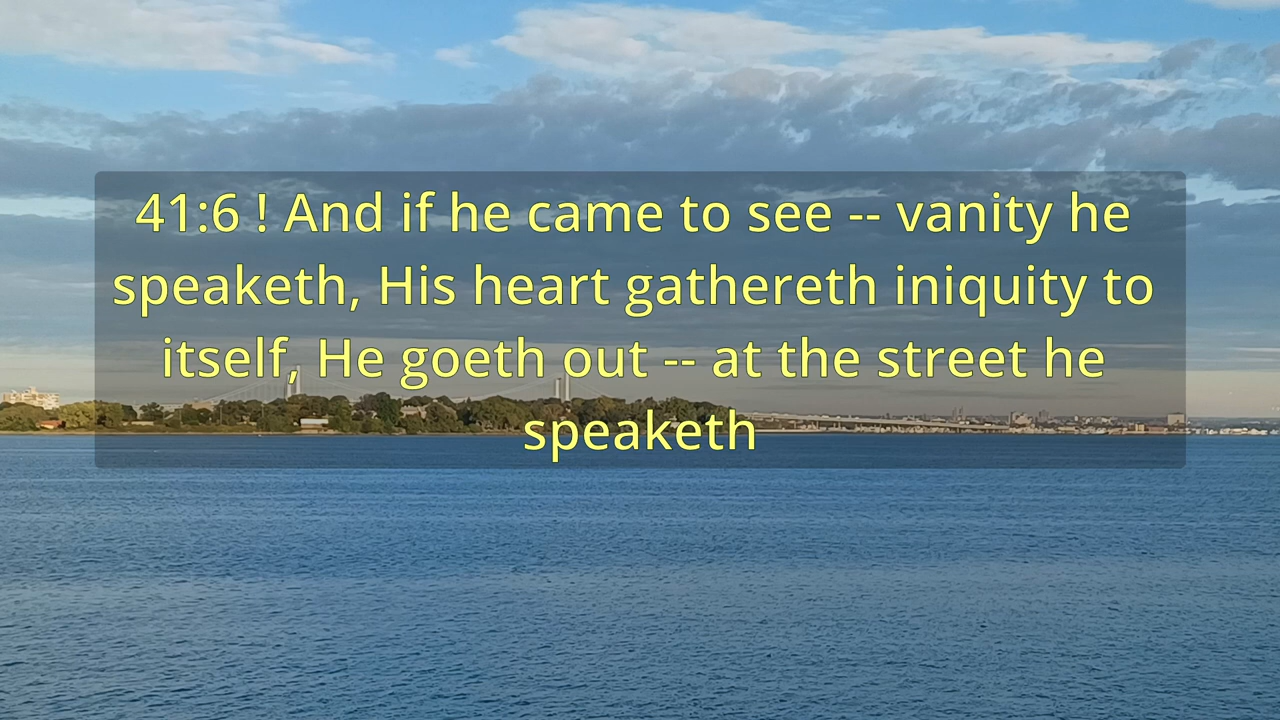 41:6 ! And if he came to see -- vanity he
speaketh, His heart gathereth iniquity to
itself, He goeth out -- at the street he
speaketh